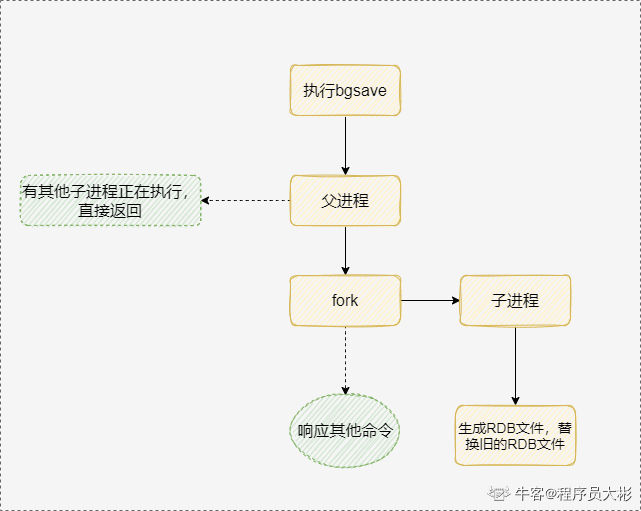 执行bgsave
有其他子进程正在执行，
直接返回
父进程
fork
子进程
响应其他命令
生成RDB文件，替
换旧的RDB文件
牛客@程序员大彬